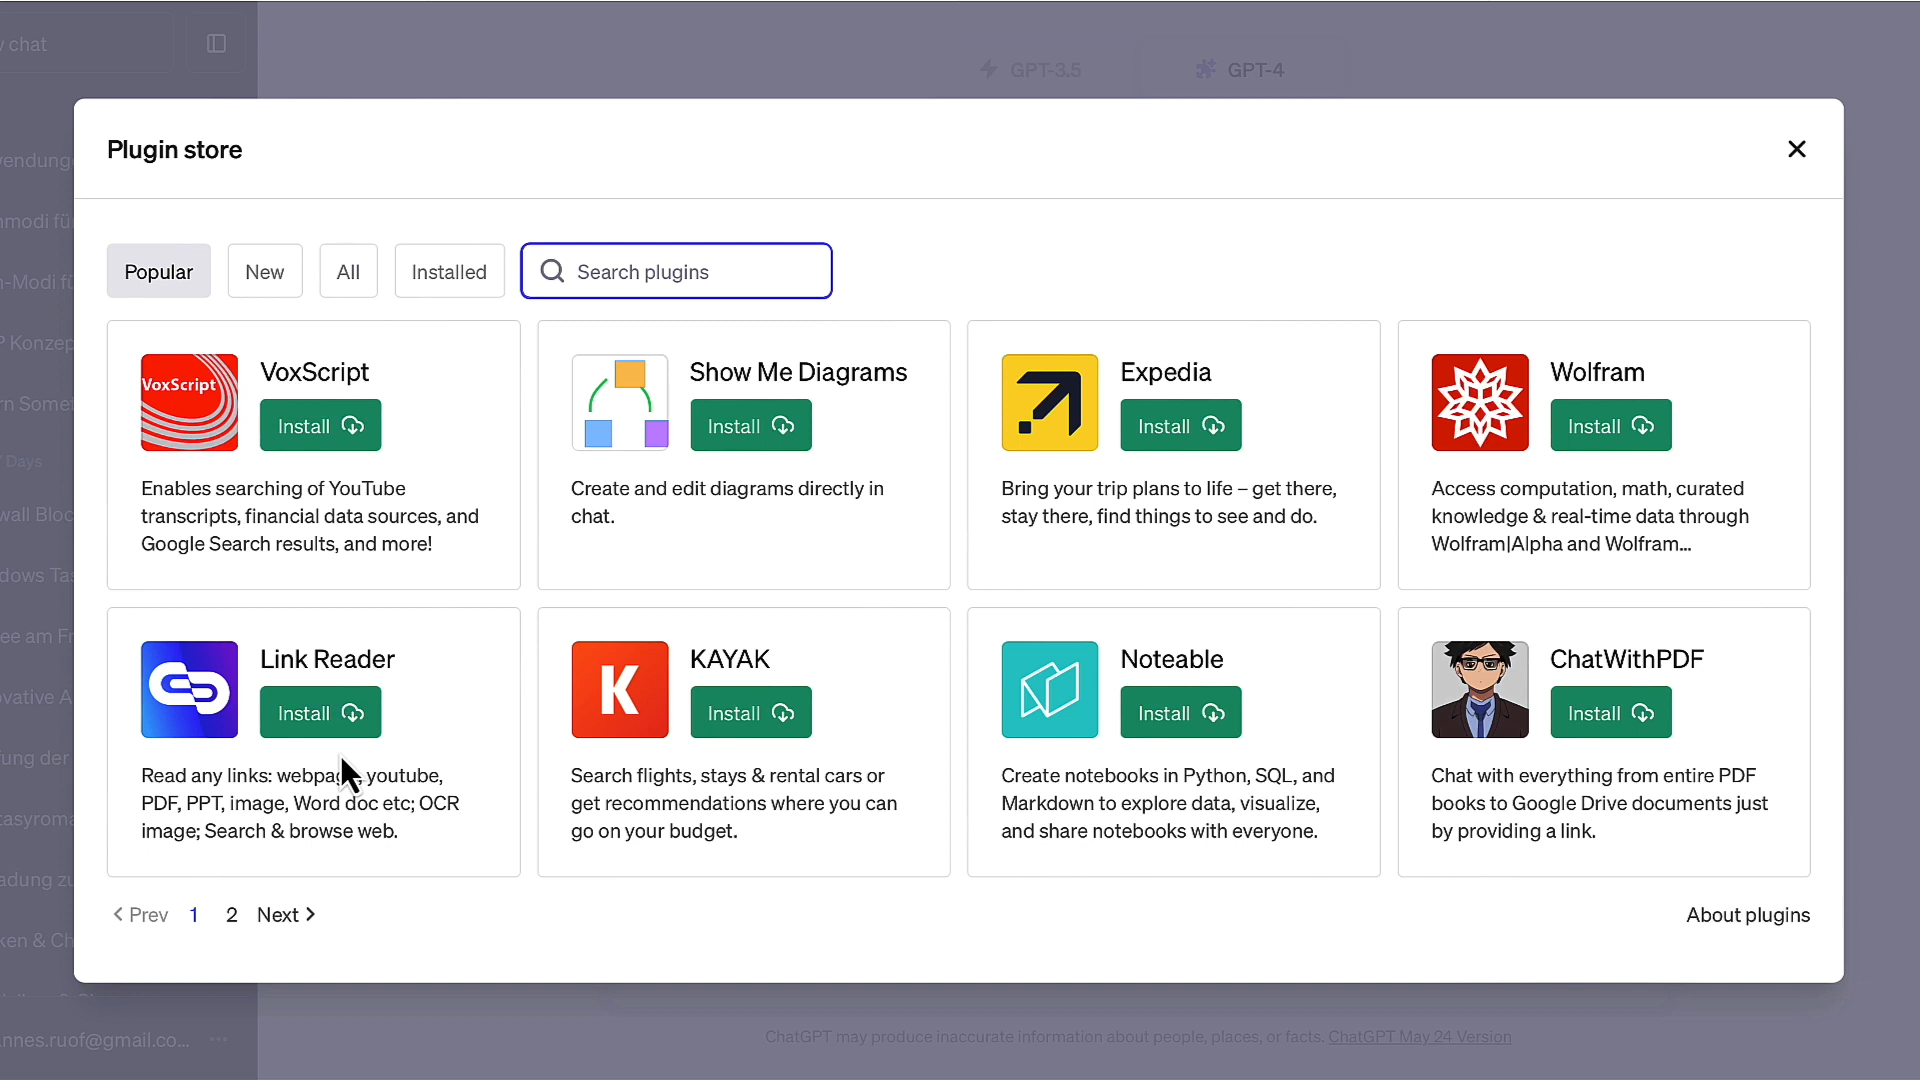 chat
GPT-3.5
GPT-4
Plugin store
Popular
New
All
Installed
Search plugins
VoxScript
VoxScript
Install
Enables searching of YouTube
transcripts, financial data sources, and
Google Search results, and more!
Show Me Diagrams
Install
Create and edit diagrams directly in
chat.
Expedia
Install
Bring your trip plans to life – get there,
stay there, find things to see and do.
Wolfram
Install
Access computation, math, curated
knowledge & real-time data through
Wolfram|Alpha and Wolfram...
Link Reader
Install
Read any links: webpage, youtube,
PDF, PPT, image, Word doc etc; OCR
image; Search & browse web.
K
KAYAK
Install
Search flights, stays & rental cars or
get recommendations where you can
go on your budget.
Noteable
Install
Create notebooks in Python, SQL, and
Markdown to explore data, visualize,
and share notebooks with everyone.
ChatWithPDF
Install
Chat with everything from entire PDF
books to Google Drive documents just
by providing a link.
Prev 1 2 Next
About plugins
Days
annes.ruof@gmail.co...
ChatGPT may produce inaccurate information about people, places, or facts. ChatGPT May 24 Version